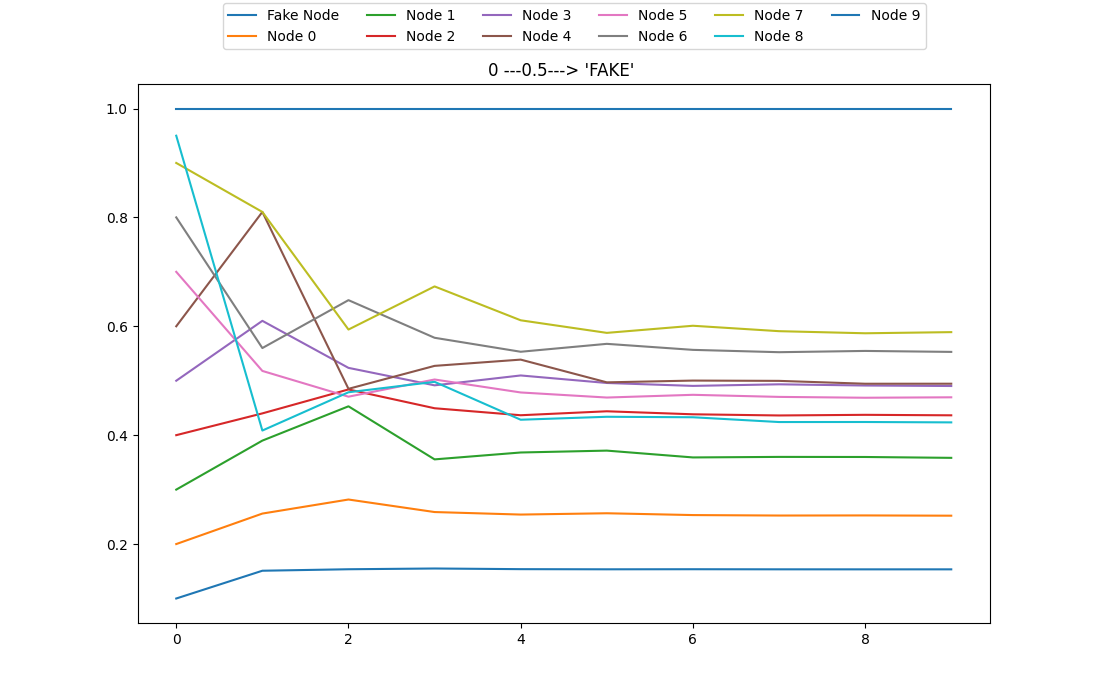 Fake Node Node 1 Node 3 Node 5 Node 7 Node 9
Node 0 Node 2 Node 4 Node 6 Node 8
0 ---0.5---> 'FAKE'
1.0
0.8
0.6
0.4
0.2
0 2 4 6 8